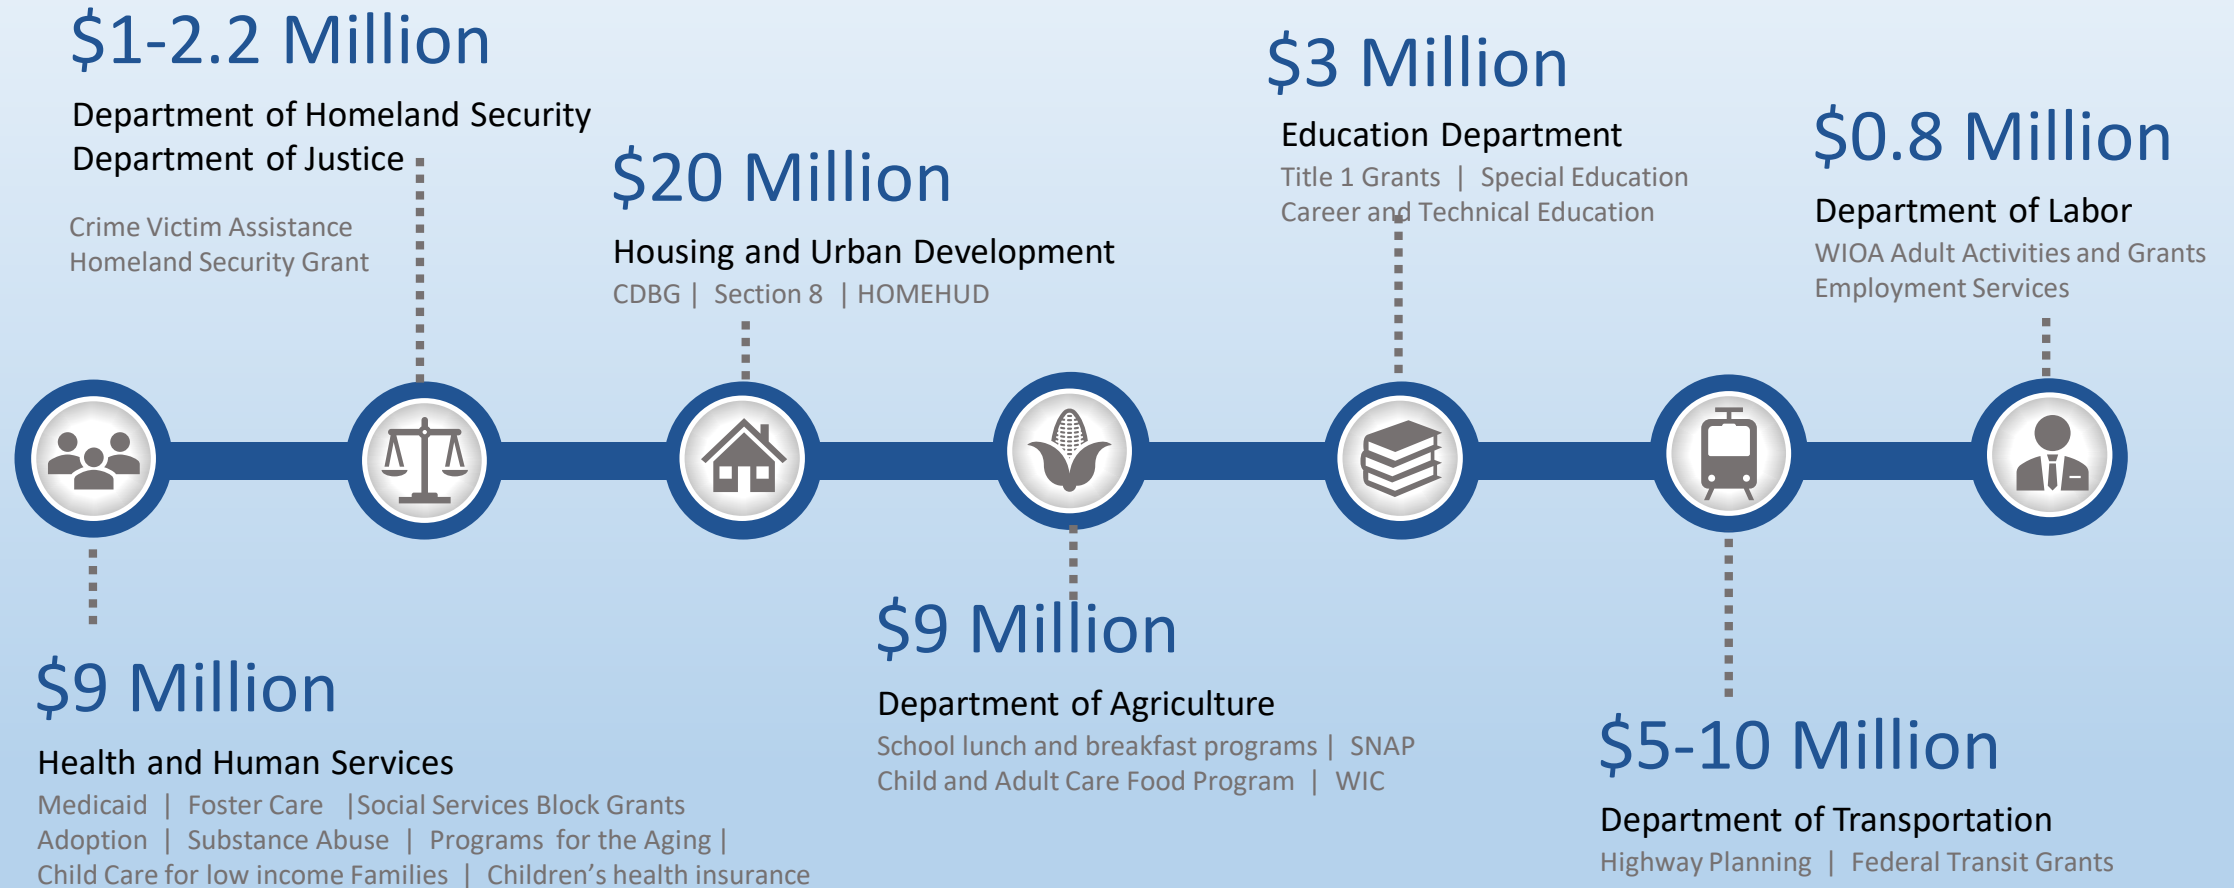 $1-2.2 Million
Department of Homeland Security
Department of Justice
Crime Victim Assistance
Homeland Security Grant
$20 Million
Housing and Urban Development
CDBG | Section 8 | HOMEHUD
$3 Million
Education Department
Title 1 Grants | Special Education
Career and Technical Education
$0.8 Million
Department of Labor
WIOA Adult Activities and Grants
Employment Services
$9 Million
Health and Human Services
Medicaid | Foster Care |Social Services Block Grants
Adoption | Substance Abuse | Programs for the Aging |
Child Care for low income Families | Children’s health insurance
$9 Million
Department of Agriculture
School lunch and breakfast programs | SNAP
Child and Adult Care Food Program | WIC
$5-10 Million
Department of Transportation
Highway Planning | Federal Transit Grants